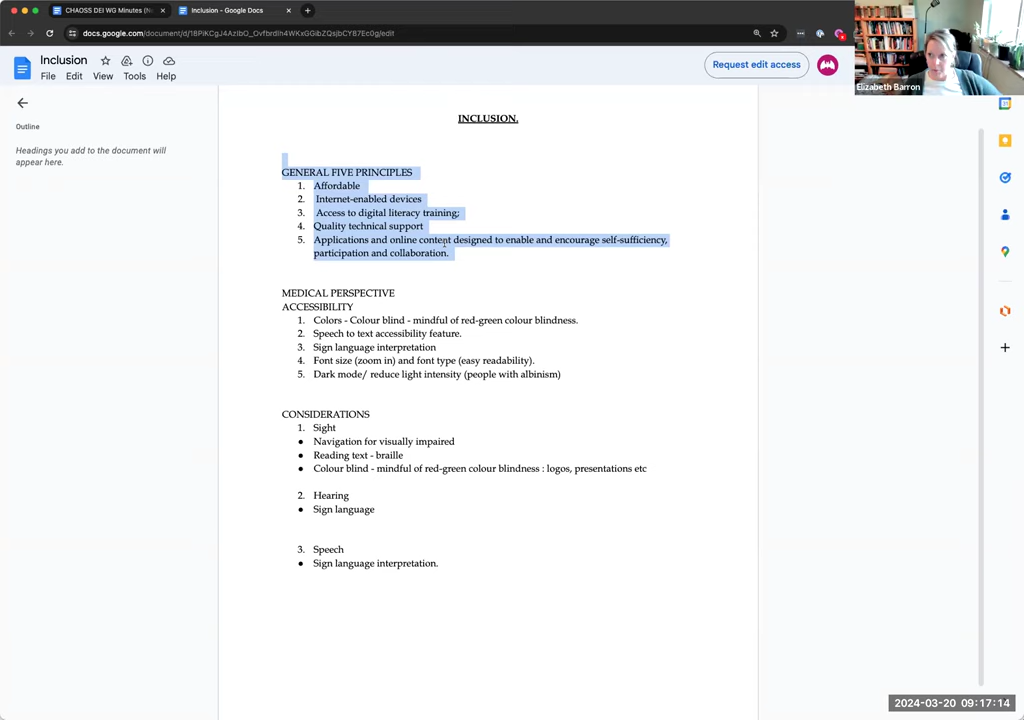 CHAOSS DEI WG Minutes (N
Inclusion - Google Docs
Inclusion
Request edit access
File Edit View Tools Help
Elizabeth Barron
Outline
Headings you add to the document will
appear here.
INCLUSION.
GENERAL FIVE PRINCIPLES
1. Affordable
2. Internet-enabled devices
3. Access to digital literacy training;
4. Quality technical support
5. Applications and online content designed to enable and encourage self-sufficiency,
participation and collaboration.
MEDICAL PERSPECTIVE
ACCESSIBILITY
1. Colors - Colour blind - mindful of red-green colour blindness.
2. Speech to text accessibility feature.
3. Sign language interpretation
4. Font size (zoom in) and font type (easy readability).
5. Dark mode/ reduce light intensity (people with albinism)
CONSIDERATIONS
1. Sight
● Navigation for visually impaired
● Reading text - braille
● Colour blind - mindful of red-green colour blindness : logos, presentations etc
2. Hearing
● Sign language
3. Speech
● Sign language interpretation.
2024-03-20 09:17:14